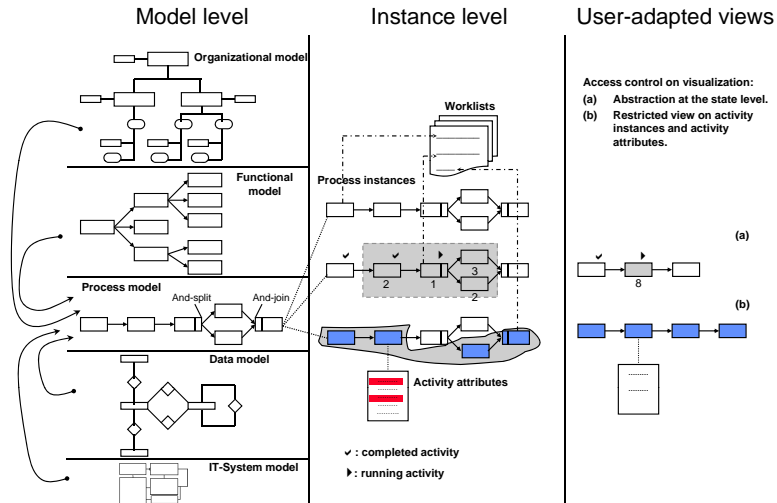 Model level
Instance level
User-adapted views
Organizational model
Functional
model
Process model
And-split
And-join
Data model
IT-System model
Worklists
Process instances
2
1
3
2
Activity attributes
: completed activity
: running activity
Access control on visualization:
(a) Abstraction at the state level.
(b) Restricted view on activity
instances and activity
attributes.
(a)
8
(b)